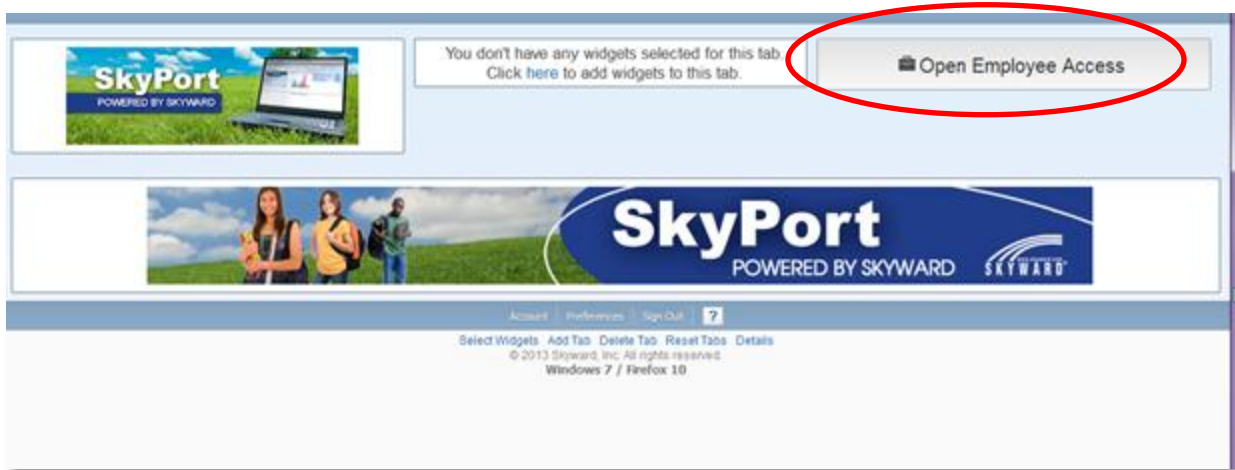 SkyPort
POWERED BY SKYWARD
You don't have any widgets selected for this tab.
Click here to add widgets to this tab.
Open Employee Access
SkyPort
POWERED BY SKYWARD
SKYWARD
Account | Preferences | Sign Out | ?
Select Widgets Add Tab Delete Tab Reset Tabs Details
© 2013 Skyward, Inc. All rights reserved.
Windows 7 / Firefox 10